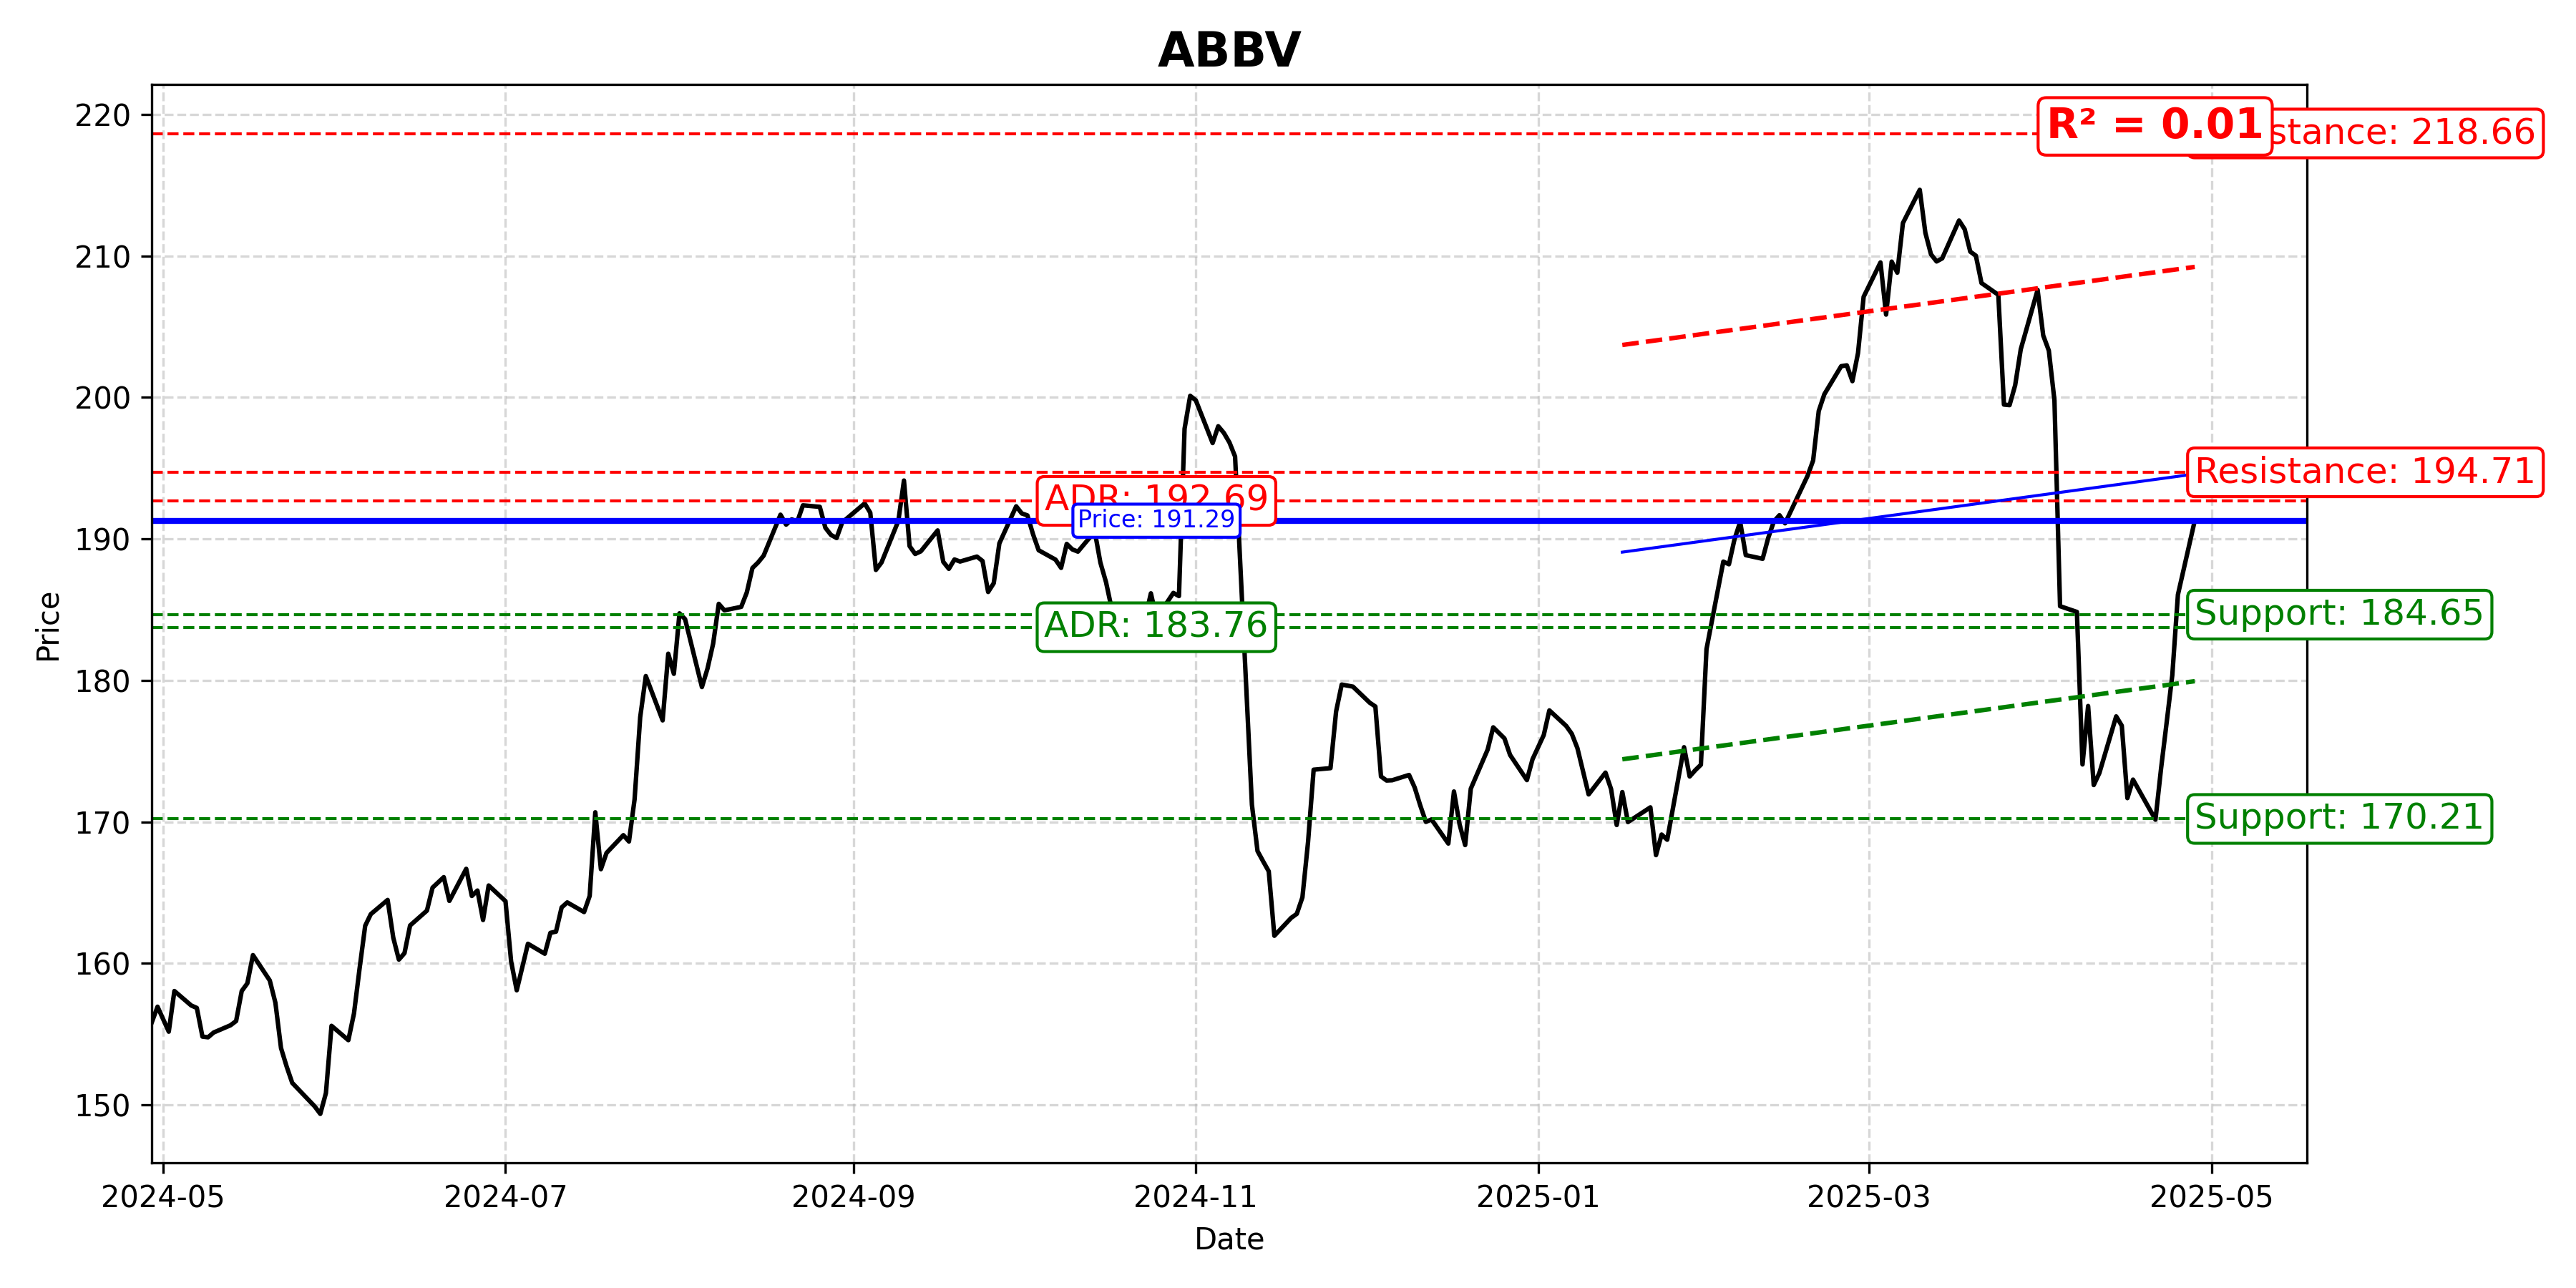 ABBV
220
210
200
190
180
170
160
150
Price
R² = 0.01
stance: 218.66
Resistance: 194.71
ADR: 192.69
Price: 191.29
Support: 184.65
ADR: 183.76
Support: 170.21
2024-05
2024-07
2024-09
2024-11
2025-01
2025-03
2025-05
Date